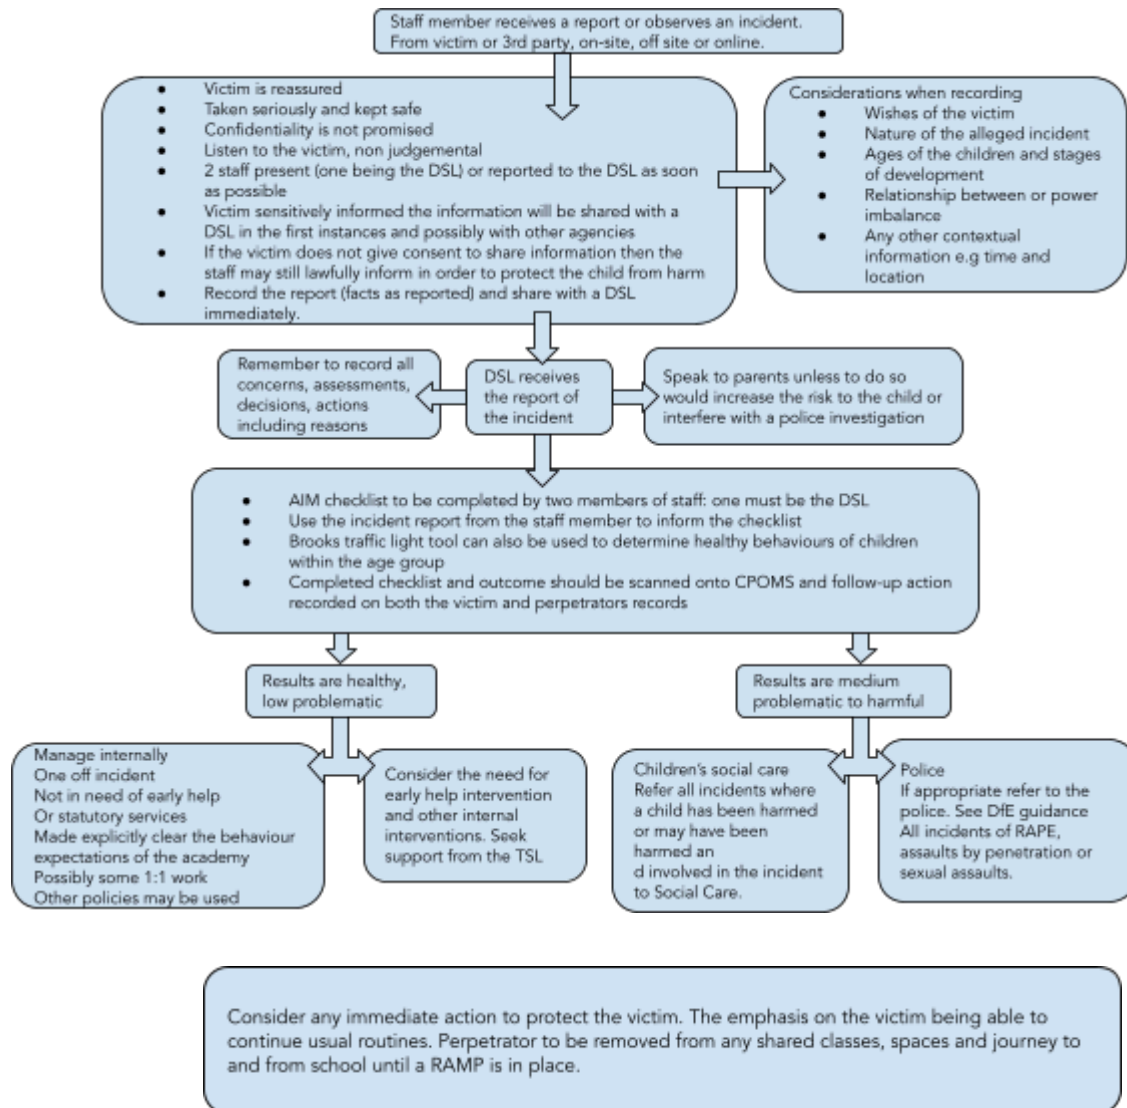 Staff member receives a report or observes an incident.
From victim or 3rd party, on-site, off site or online.
● Victim is reassured
● Taken seriously and kept safe
● Confidentiality is not promised
● Listen to the victim, non judgemental
● 2 staff present (one being the DSL) or reported to the DSL as soon
as possible
● Victim sensitively informed the information will be shared with a
DSL in the first instances and possibly with other agencies
● If the victim does not give consent to share information then the
staff may still lawfully inform in order to protect the child from harm
● Record the report (facts as reported) and share with a DSL
immediately.
Considerations when recording
● Wishes of the victim
● Nature of the alleged incident
● Ages of the children and stages
of development
● Relationship between or power
imbalance
● Any other contextual
information e.g time and
location
Remember to record all
concerns, assessments,
decisions, actions
including reasons
DSL receives
the report of
the incident
Speak to parents unless to do so
would increase the risk to the child or
interfere with a police investigation
● AIM checklist to be completed by two members of staff: one must be the DSL
● Use the incident report from the staff member to inform the checklist
● Brooks traffic light tool can also be used to determine healthy behaviours of children
within the age group
● Completed checklist and outcome should be scanned onto CPOMS and follow-up action
recorded on both the victim and perpetrators records
Results are healthy,
low problematic
Results are medium
problematic to harmful
Manage internally
One off incident
Not in need of early help
Or statutory services
Made explicitly clear the behaviour
expectations of the academy
Possibly some 1:1 work
Other policies may be used
Consider the need for
early help intervention
and other internal
interventions. Seek
support from the TSL
Children's social care
Refer all incidents where
a child has been harmed
or may have been
harmed an
d involved in the incident
to Social Care.
Police
If appropriate refer to the
police. See DfE guidance
All incidents of RAPE,
assaults by penetration or
sexual assaults.
Consider any immediate action to protect the victim. The emphasis on the victim being able to
continue usual routines. Perpetrator to be removed from any shared classes, spaces and journey to
and from school until a RAMP is in place.